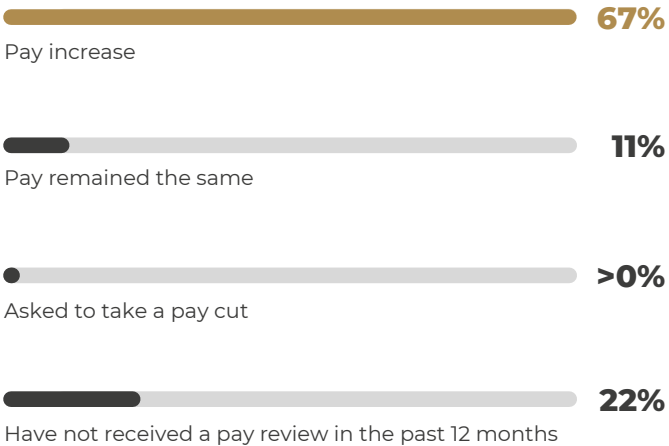 67%
Pay increase
11%
Pay remained the same
>0%
Asked to take a pay cut
22%
Have not received a pay review in the past 12 months